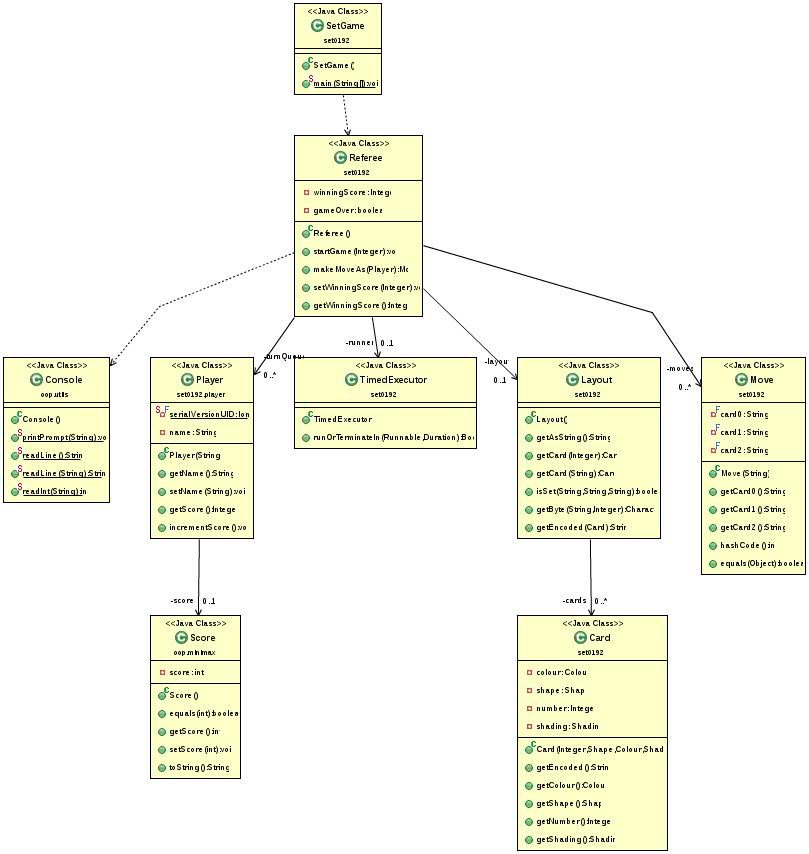 <<Java Class>>
SetGame
set0192
SetGame()
main(String[]):voi
<<Java Class>>
Referee
set0192
winningScore:Intege
gameOver:boolea
Referee()
startGame(Integer):vo
makeMoveAs(Player):Mo
setWinningScore(Integer):vo
getWinningScore():Integ
-turnQueue
0..*
-runner 0..1
-layout
0..1
-moves
0..*
<<Java Class>>
Console
oop.utils
Console()
printPrompt(String):vo
readLine():Strin
readLine(String):Strin
readInt(String):in
<<Java Class>>
Player
set0192.player
serialVersionUID:lon
name:String
Player(String
getName():String
setName(String):voi
getScore():Intege
incrementScore():vo
<<Java Class>>
TimedExecutor
set0192
TimedExecutor
runOrTerminateIn(Runnable,Duration):Boo
<<Java Class>>
Layout
set0192
Layout(
getAsString():String
getCard(Integer):Car
getCard(String):Car
isSet(String,String,String):boole
getByte(String,Integer):Charac
getEncoded(Card):Strin
<<Java Class>>
Move
set0192
card0:String
card1:String
card2:String
Move(String)
getCard0():String
getCard1():String
getCard2():String
hashCode():in
equals(Object):boolea
-score 0..1
-cards 0..*
<<Java Class>>
Score
oop.minimax
score:int
Score()
equals(int):boolea
getScore():in
setScore(int):voi
toString():String
<<Java Class>>
Card
set0192
colour:Colou
shape:Shap
number:Intege
shading:Shadin
Card(Integer,Shape,Colour,Shad
getEncoded():Strin
getColour():Colou
getShape():Shap
getNumber():Intege
getShading():Shadin